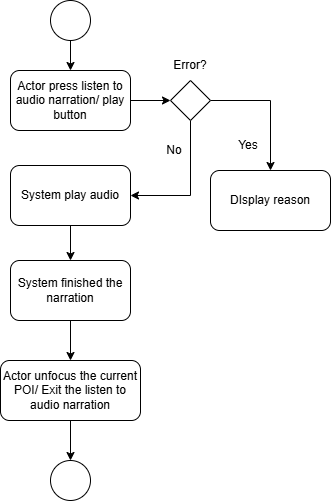 Error?
Actor press listen to
audio narration/ play
button
No
Yes
System play audio
DIsplay reason
System finished the
narration
Actor unfocus the current
POI/ Exit the listen to
audio narration